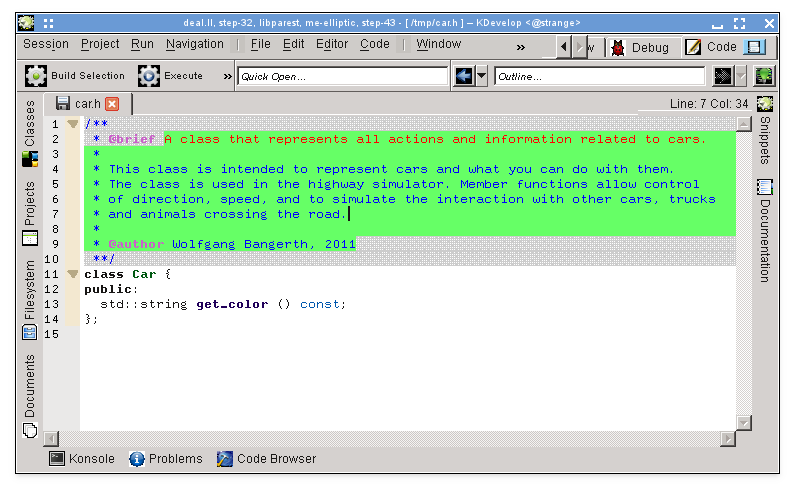 deal.II, step-32, libparest, me-elliptic, step-43 - [ /tmp/car.h ] – KDevelop <@strange>
Session Project Run Navigation File Edit Editor Code Window » Debug Code
Build Selection Execute » Quick Open... Outline...
car.h Line: 7 Col: 34
Classes
Projects
Filesystem
Documents
1 /**
2  * @brief A class that represents all actions and information related to cars.
3  *
4  * This class is intended to represent cars and what you can do with them.
5  * The class is used in the highway simulator. Member functions allow control
6  * of direction, speed, and to simulate the interaction with other cars, trucks
7  * and animals crossing the road.
8  *
9  * @author Wolfgang Bangerth, 2011
10  **/
11 class Car {
12 public:
13   std::string get_color () const;
14 };
15
Snippets
Documentation
Konsole Problems Code Browser